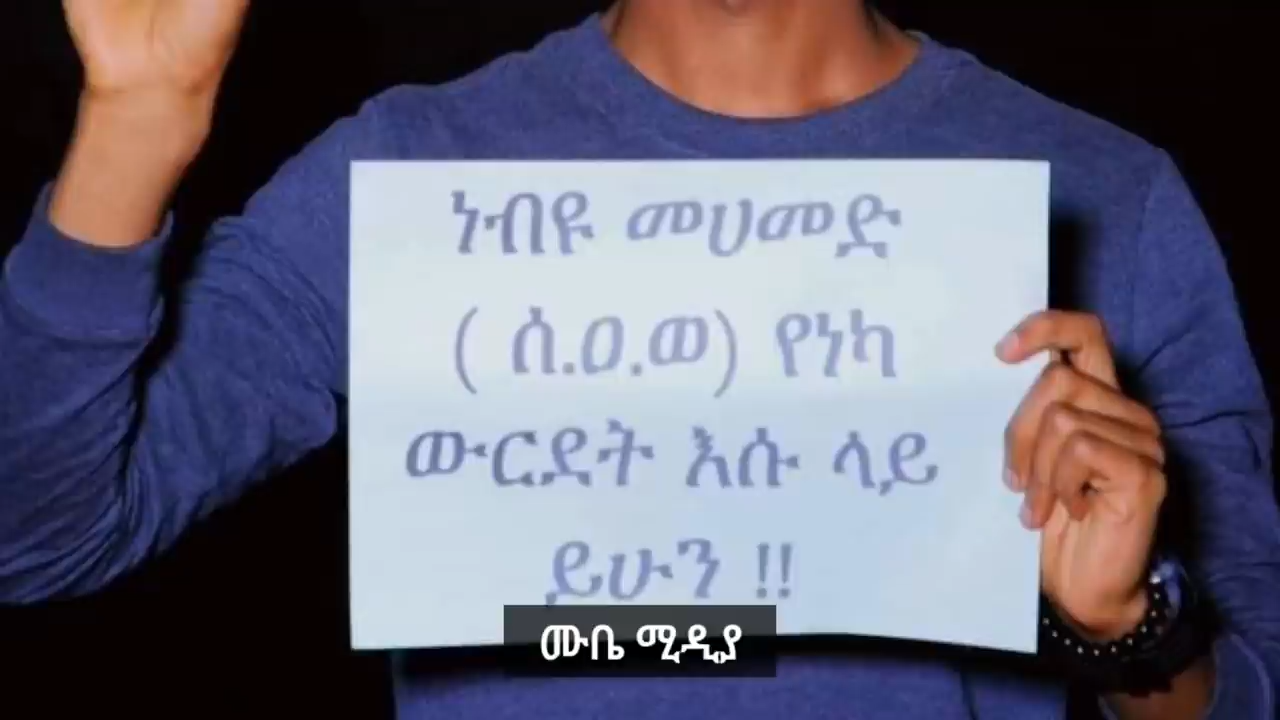 ነብዩ መሀመድ
( ሰ.ዐ.ወ) የነካ
ውርደት እሱ ላይ
ይሁን !!
ሙቤ ሚዲያ